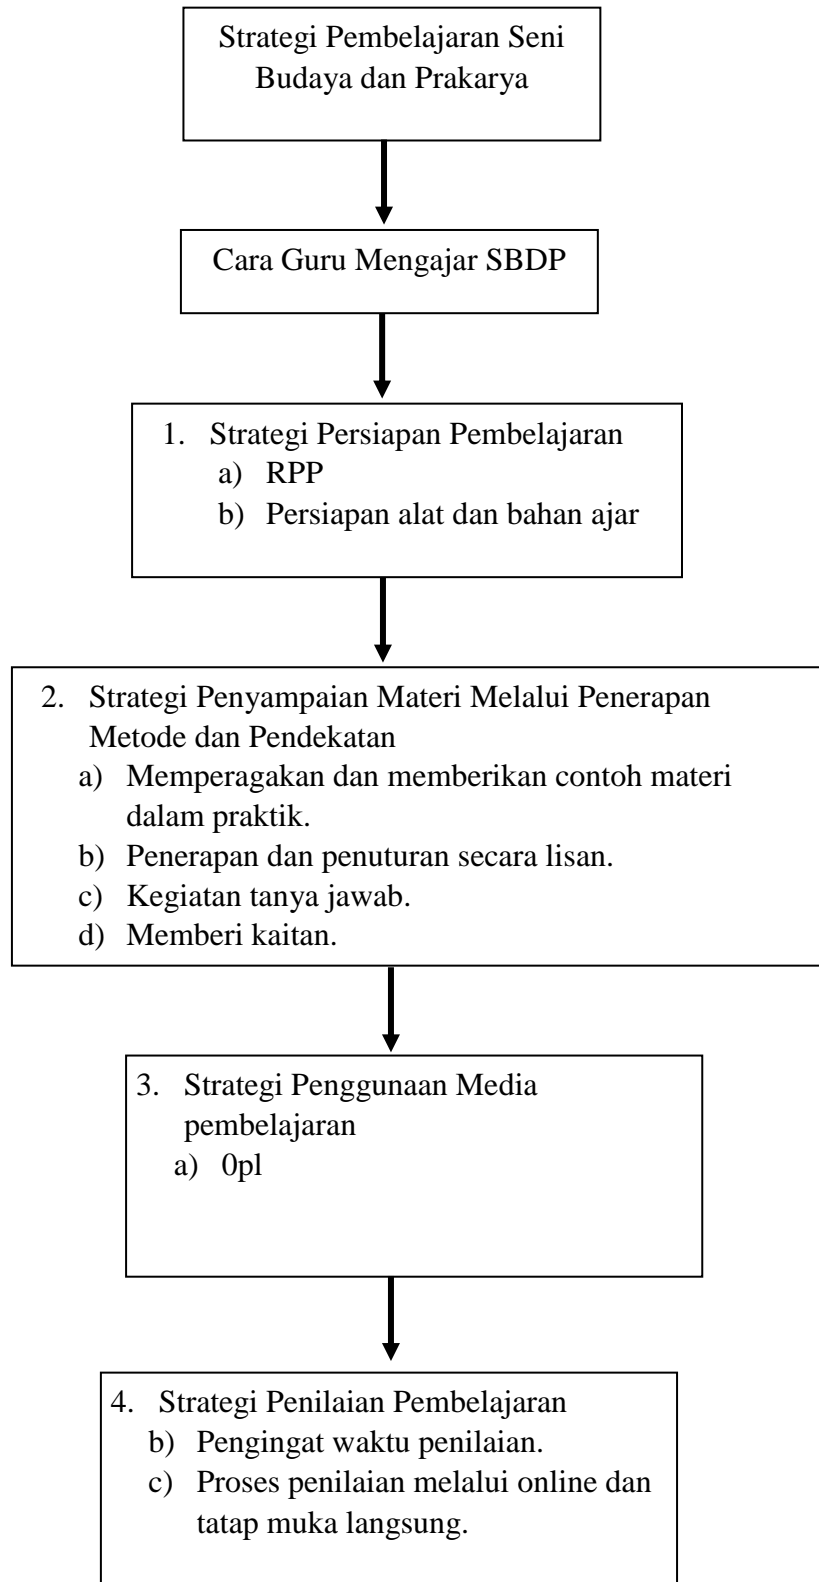 Strategi Pembelajaran Seni
Budaya dan Prakarya
Cara Guru Mengajar SBDP
1. Strategi Persiapan Pembelajaran
a) RPP
b) Persiapan alat dan bahan ajar
2. Strategi Penyampaian Materi Melalui Penerapan
Metode dan Pendekatan
a) Memperagakan dan memberikan contoh materi
dalam praktik.
b) Penerapan dan penuturan secara lisan.
c) Kegiatan tanya jawab.
d) Memberi kaitan.
3. Strategi Penggunaan Media
pembelajaran
a) 0pl
4. Strategi Penilaian Pembelajaran
b) Pengingat waktu penilaian.
c) Proses penilaian melalui online dan
tatap muka langsung.